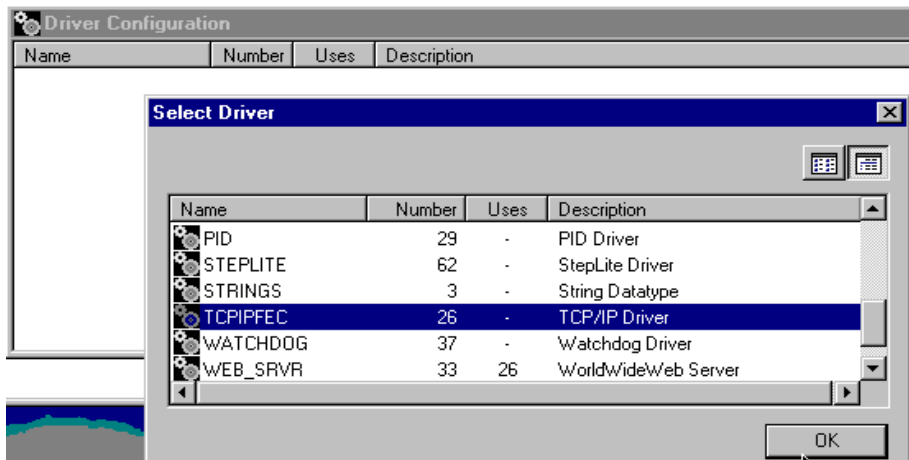 Driver Configuration
Name Number Uses Description
Select Driver
Name Number Uses Description
PID 29 - PID Driver
STEPLITE 62 - StepLite Driver
STRINGS 3 - String Datatype
TCPIPFEC 26 - TCP/IP Driver
WATCHDOG 37 - Watchdog Driver
WEB_SRVR 33 26 WorldWideWeb Server
OK